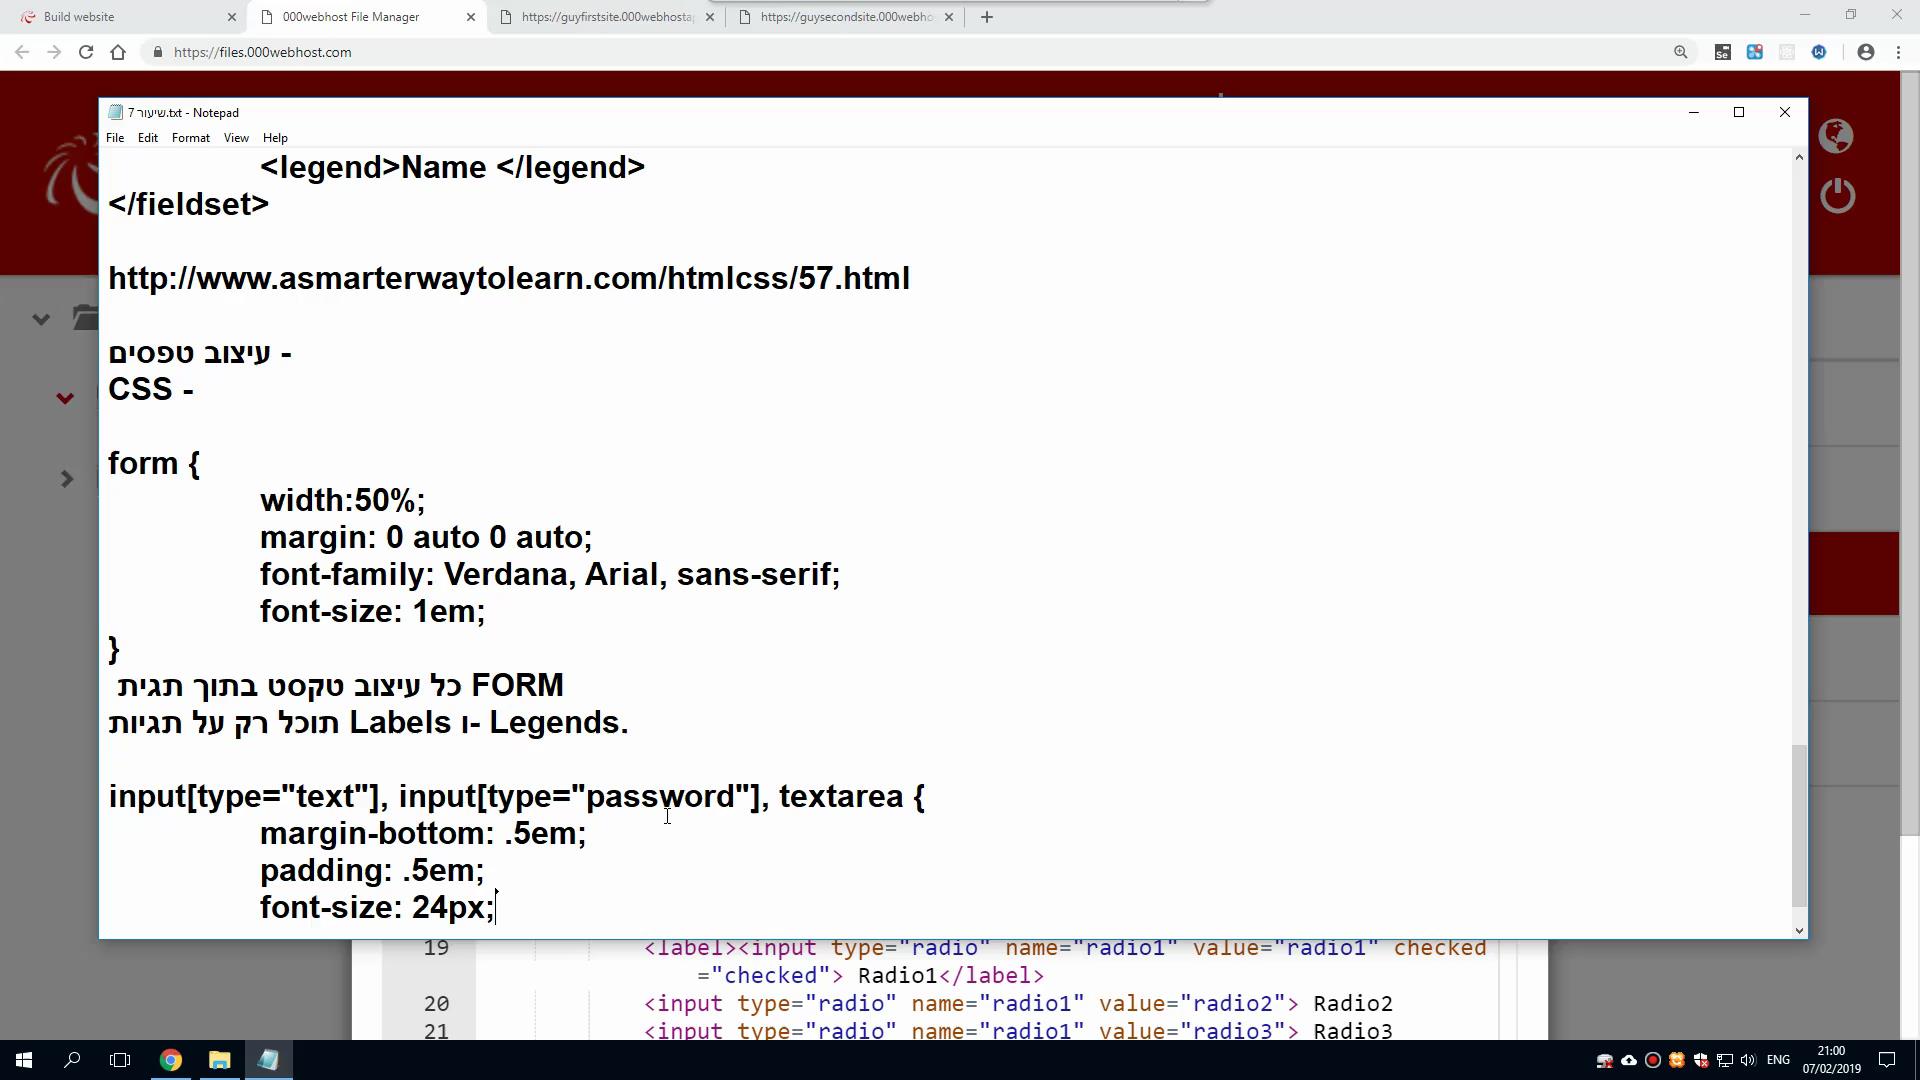 Build website
000webhost File Manager
https://guyfirstsite.000webhosta
https://guysecondsite.000webho
https://files.000webhost.com
שיעור 7.txt - Notepad
File Edit Format View Help
<legend>Name </legend>
</fieldset>
http://www.asmarterwaytolearn.com/htmlcss/57.html
עיצוב טפסים -
CSS -
form {
width:50%;
margin: 0 auto 0 auto;
font-family: Verdana, Arial, sans-serif;
font-size: 1em;
}
כל עיצוב טקסט בתוך תגית FORM
תוכל רק על תגיות Labels ו- Legends.
input[type="text"], input[type="password"], textarea {
margin-bottom: .5em;
padding: .5em;
font-size: 24px;
19 <label><input type="radio" name="radio1" value="radio1" checked
="checked"> Radio1</label>
20 <input type="radio" name="radio1" value="radio2"> Radio2
21 <input type="radio" name="radio1" value="radio3"> Radio3
ENG
21:00
07/02/2019